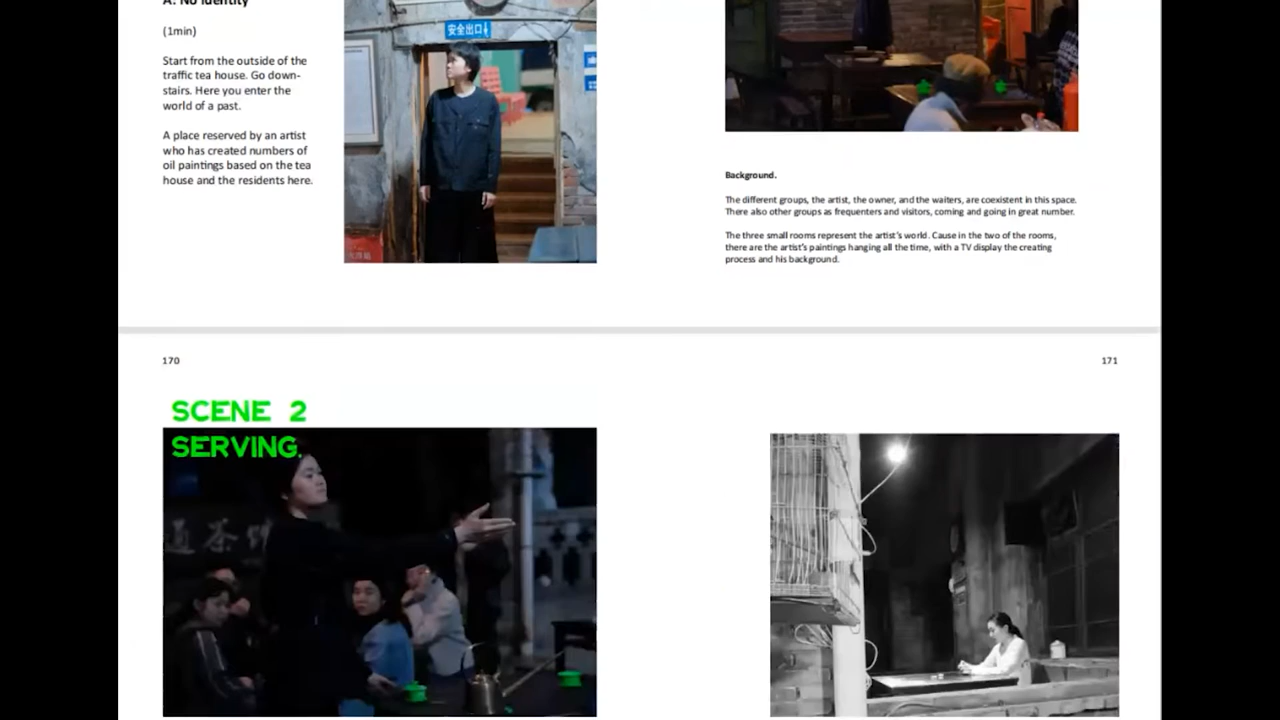 A: No Identity
(1min)
Start from the outside of the
traffic tea house. Go down-
stairs. Here you enter the
world of a past.
A place reserved by an artist
who has created numbers of
oil paintings based on the tea
house and the residents here.
安全出口
Background.
The different groups, the artist, the owner, and the waiters, are coexistent in this space.
There also other groups as frequenters and visitors, coming and going in great number.
The three small rooms represent the artist's world. Cause in the two of the rooms,
there are the artist's paintings hanging all the time, with a TV display the creating
process and his background.
170
171
SCENE 2
SERVING.
道茶